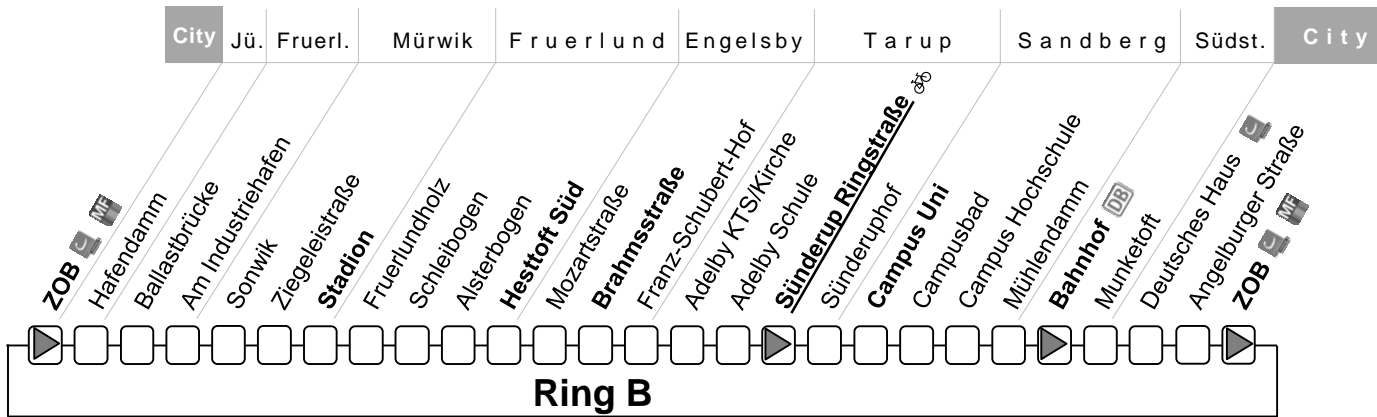 City Jü. Fruerl. Mürwik Fruerlund Engelsby Tarup Sandberg Südst. City
ZOB MF
Hafendamm
Ballastbrücke
Am Industriehafen
Sonwik
Ziegeleistraße
Stadion
Fruerlundholz
Schleibogen
Alsterbogen
Hesttoft Süd
Mozartstraße
Brahmsstraße
Franz-Schubert-Hof
Adelby KTS/Kirche
Adelby Schule
Sünderup Ringstraße
Sünderuphof
Campus Uni
Campusbad
Campus Hochschule
Mühlendamm
Bahnhof DB
Munketoft
Deutsches Haus
Angelburger Straße
ZOB MF
Ring B